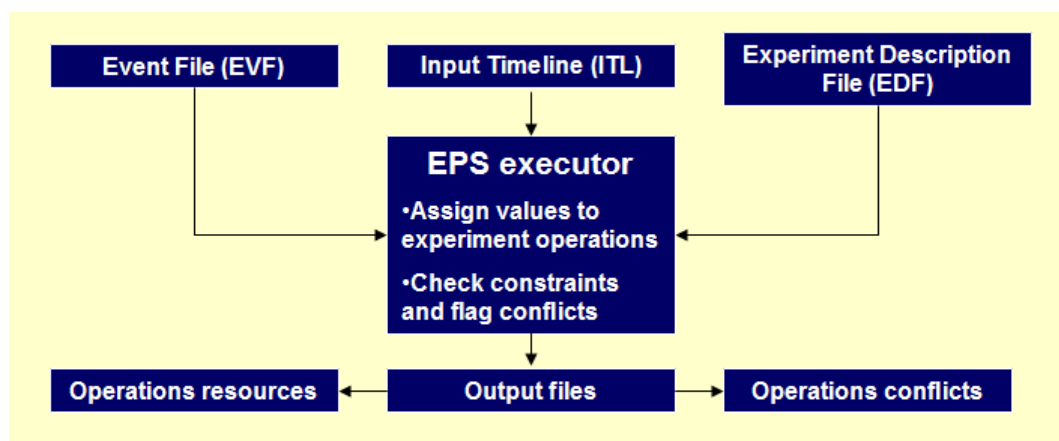 Event File (EVF)
Input Timeline (ITL)
Experiment Description
File (EDF)
EPS executor
•Assign values to
experiment operations
•Check constraints
and flag conflicts
Operations resources
Output files
Operations conflicts